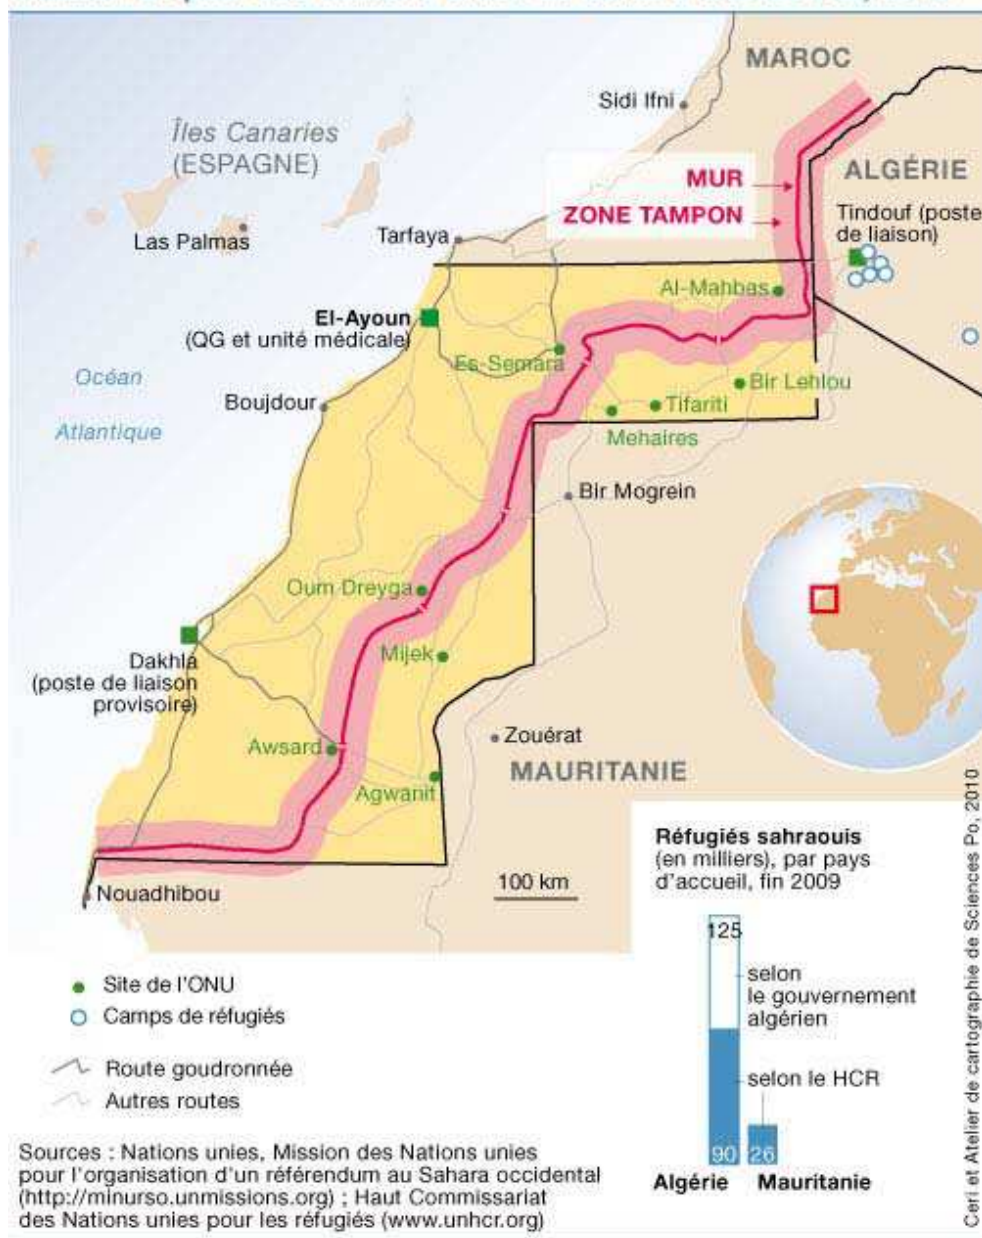 MAROC
Sidi Ifni
Îles Canaries
(ESPAGNE)
ALGÉRIE
MUR
ZONE TAMPON
Tindouf (poste
de liaison)
Las Palmas
Tarfaya
Al-Mahbas
El-Ayoun
(QG et unité médicale)
Es-Semara
Océan
Atlantique
Boujdour
Bir Lehlou
Tifariti
Mehaires
Bir Mogrein
Oum Dreyga
Mijek
Dakhla
(poste de liaison
provisoire)
Awsard
Zouérat
MAURITANIE
Agwanit
Nouadhibou
100 km
Réfugiés sahraouis
(en milliers), par pays
d'accueil, fin 2009
125
selon
le gouvernement
algérien
selon le HCR
90
26
Algérie
Mauritanie
Site de l'ONU
Camps de réfugiés
Route goudronnée
Autres routes
Sources : Nations unies, Mission des Nations unies
pour l'organisation d'un référendum au Sahara occidental
(http://minurso.unmissions.org) ; Haut Commissariat
des Nations unies pour les réfugiés (www.unhcr.org)
Ceri et Atelier de cartographie de Sciences Po, 2010